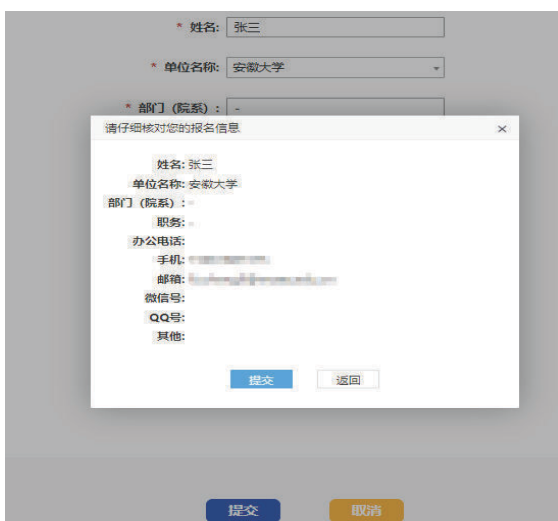 * 姓名: 张三
* 单位名称: 安徽大学
* 部门（院系）: -
请仔细核对您的报名信息 ×
姓名: 张三
单位名称: 安徽大学
部门（院系）: -
职务: -
办公电话:
手机:
邮箱:
微信号:
QQ号:
其他:
提交 返回
提交 取消